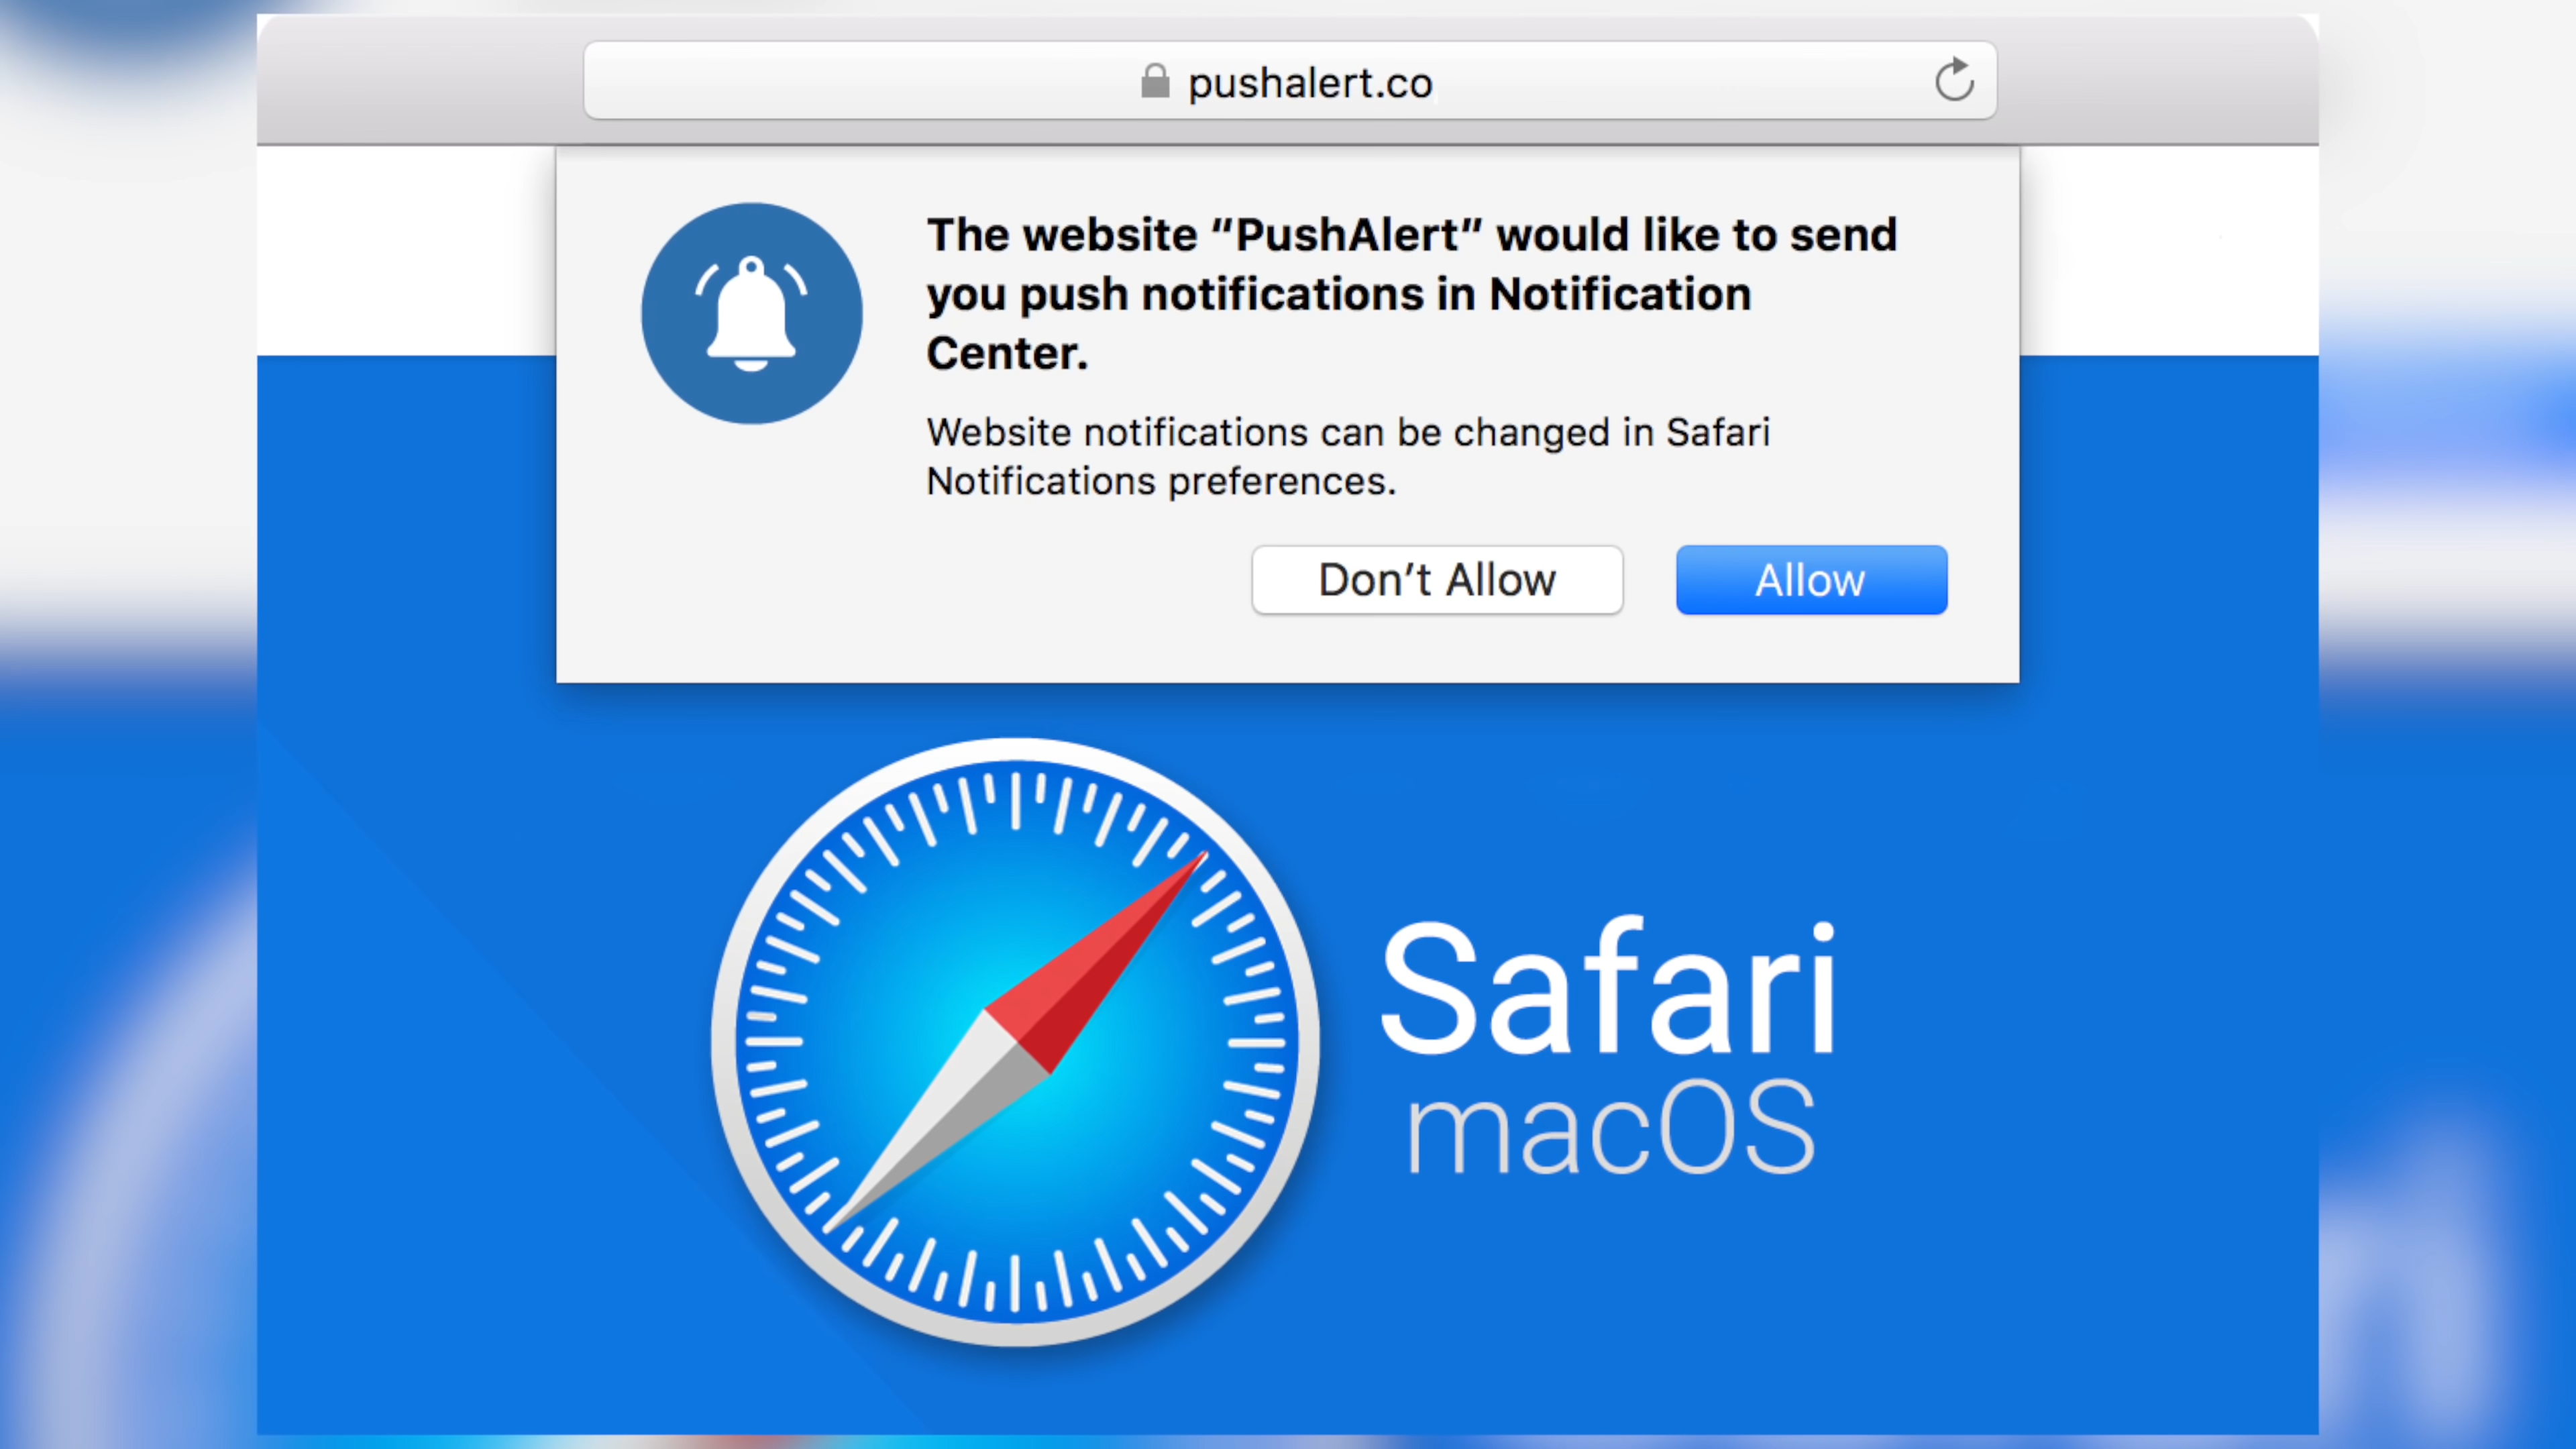 pushalert.co
The website “PushAlert” would like to send
you push notifications in Notification
Center.
Website notifications can be changed in Safari
Notifications preferences.
Don’t Allow
Allow
Safari
macOS